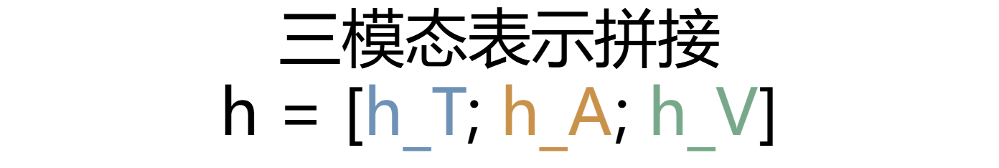 三模态表示拼接
h = [h_T; h_A; h_V]